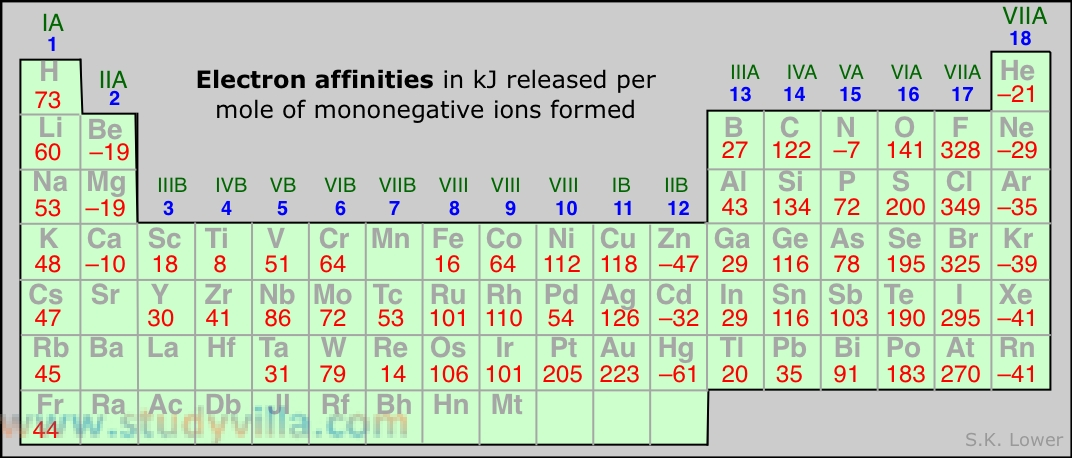 IA VIIA
1 18
H IIA Electron affinities in kJ released per IIIA IVA VA VIA VIIA He
73 2 mole of mononegative ions formed 13 14 15 16 17 –21
Li Be B C N O F Ne
60 –19 27 122 –7 141 328 –29
Na Mg IIIB IVB VB VIB VIIB VIII VIII VIII IB IIB Al Si P S Cl Ar
53 –19 3 4 5 6 7 8 9 10 11 12 43 134 72 200 349 –35
K Ca Sc Ti V Cr Mn Fe Co Ni Cu Zn Ga Ge As Se Br Kr
48 –10 18 8 51 64 16 64 112 118 –47 29 116 78 195 325 –39
Cs Sr Y Zr Nb Mo Tc Ru Rh Pd Ag Cd In Sn Sb Te I Xe
47 30 41 86 72 53 101 110 54 126 –32 29 116 103 190 295 –41
Rb Ba La Hf Ta W Re Os Ir Pt Au Hg Tl Pb Bi Po At Rn
45 31 79 14 106 101 205 223 –61 20 35 91 183 270 –41
Fr Ra Ac Db Jl Rf Bh Hn Mt
44
www.studyvilla.com
S.K. Lower